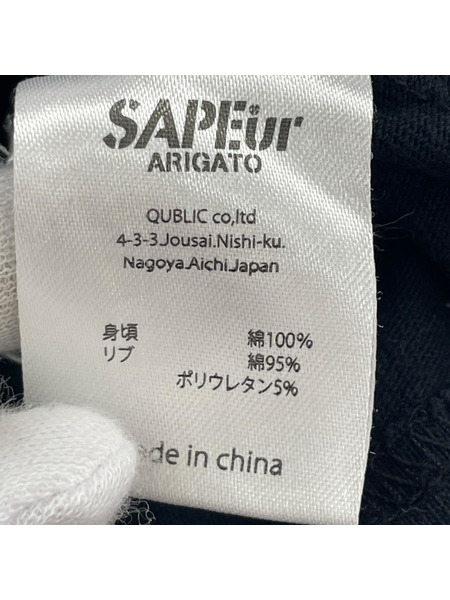 SAPEur
ARIGATO
QUBLIC co,ltd
4-3-3.Jousai.Nishi-ku.
Nagoya.Aichi.Japan
身頃 綿100%
リブ 綿95%
ポリウレタン5%
in china